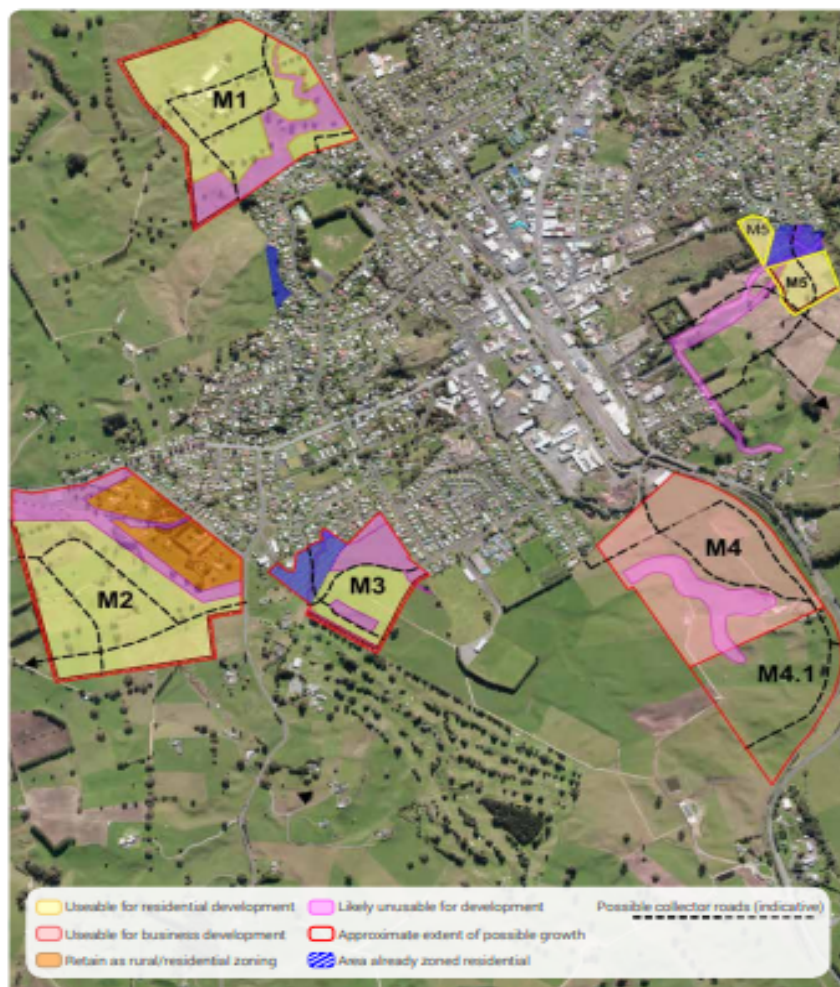 M1
M5
M5
M4
M2
M3
M4.1
Useable for residential development
Likely unusable for development
Possible collector roads (indicative)
Useable for business development
Approximate extent of possible growth
Retain as rural/residential zoning
Area already zoned residential